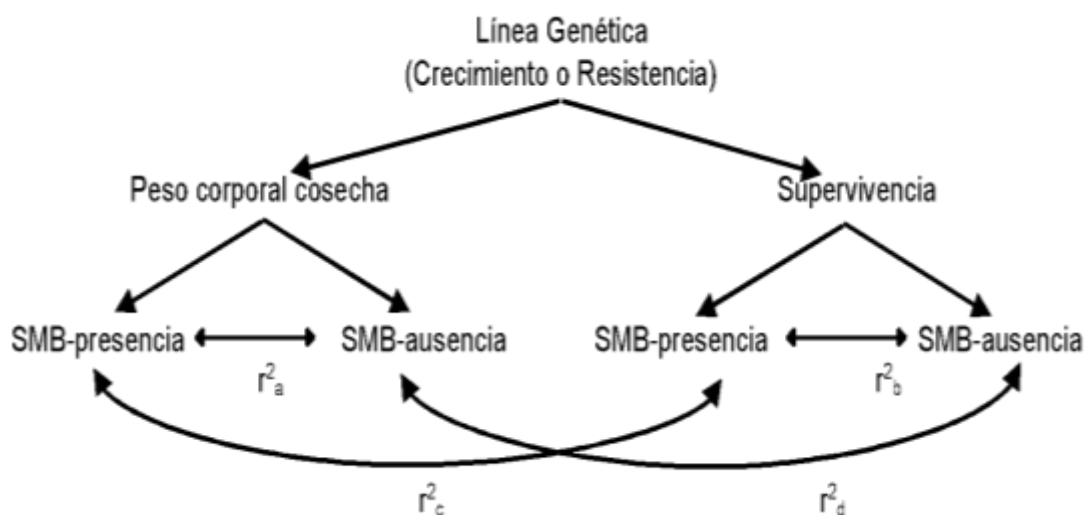 Línea Genética
(Crecimiento o Resistencia)
Peso corporal cosecha
Supervivencia
SMB-presencia
SMB-ausencia
SMB-presencia
SMB-ausencia
r²a
r²b
r²c
r²d